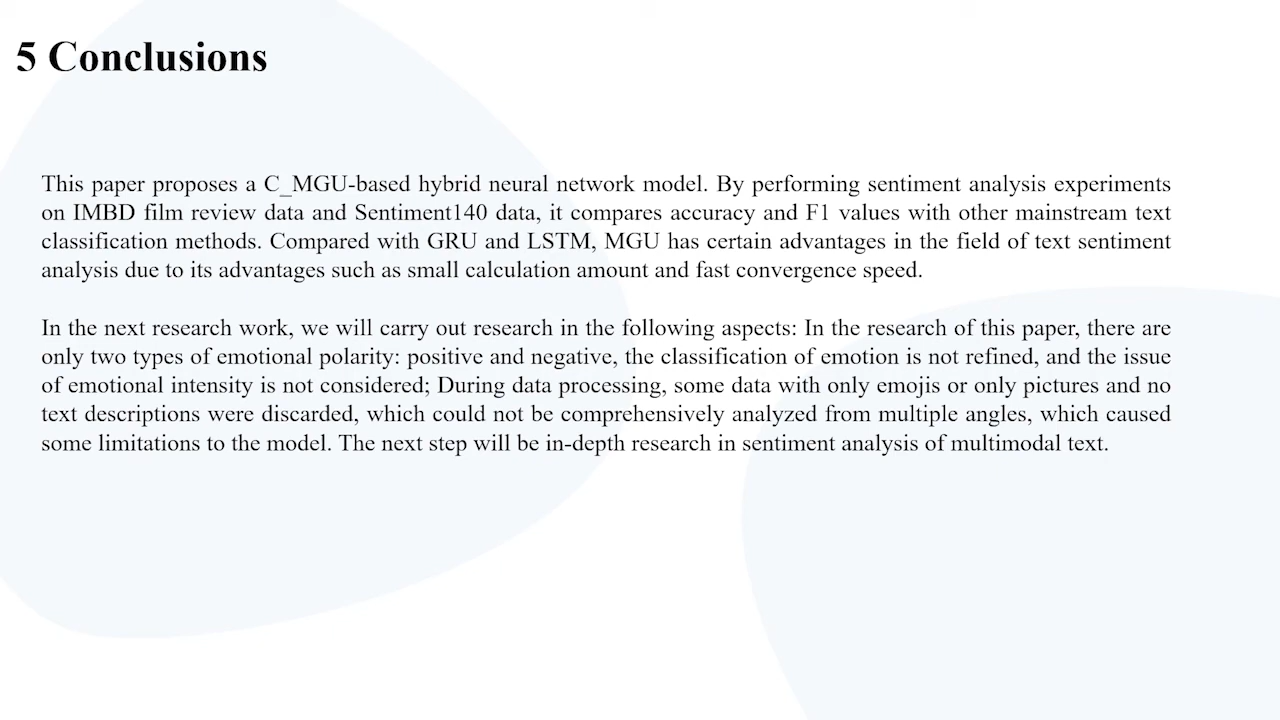 5 Conclusions
This paper proposes a C_MGU-based hybrid neural network model. By performing sentiment analysis experiments
on IMBD film review data and Sentiment140 data, it compares accuracy and F1 values with other mainstream text
classification methods. Compared with GRU and LSTM, MGU has certain advantages in the field of text sentiment
analysis due to its advantages such as small calculation amount and fast convergence speed.
In the next research work, we will carry out research in the following aspects: In the research of this paper, there are
only two types of emotional polarity: positive and negative, the classification of emotion is not refined, and the issue
of emotional intensity is not considered; During data processing, some data with only emojis or only pictures and no
text descriptions were discarded, which could not be comprehensively analyzed from multiple angles, which caused
some limitations to the model. The next step will be in-depth research in sentiment analysis of multimodal text.